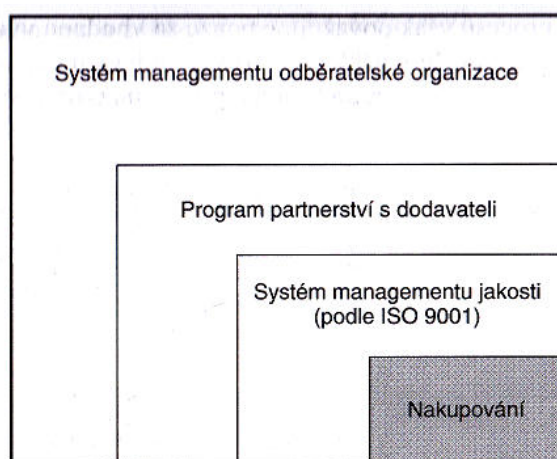 Systém managementu odběratelské organizace
Program partnerství s dodavateli
Systém managementu jakosti
(podle ISO 9001)
Nakupování